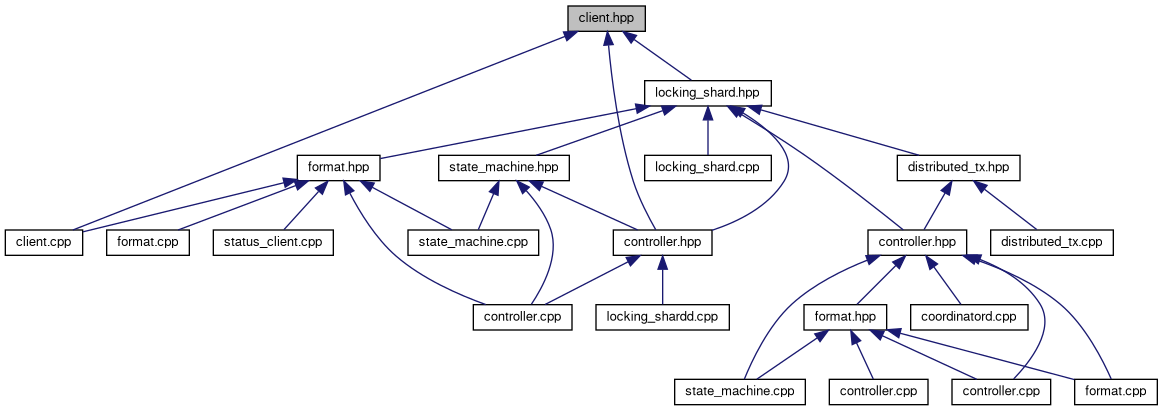 client.hpp
locking_shard.hpp
format.hpp
state_machine.hpp
locking_shard.cpp
distributed_tx.hpp
client.cpp
format.cpp
status_client.cpp
state_machine.cpp
controller.hpp
controller.hpp
distributed_tx.cpp
controller.cpp
locking_shardd.cpp
format.hpp
coordinatord.cpp
state_machine.cpp
controller.cpp
controller.cpp
format.cpp